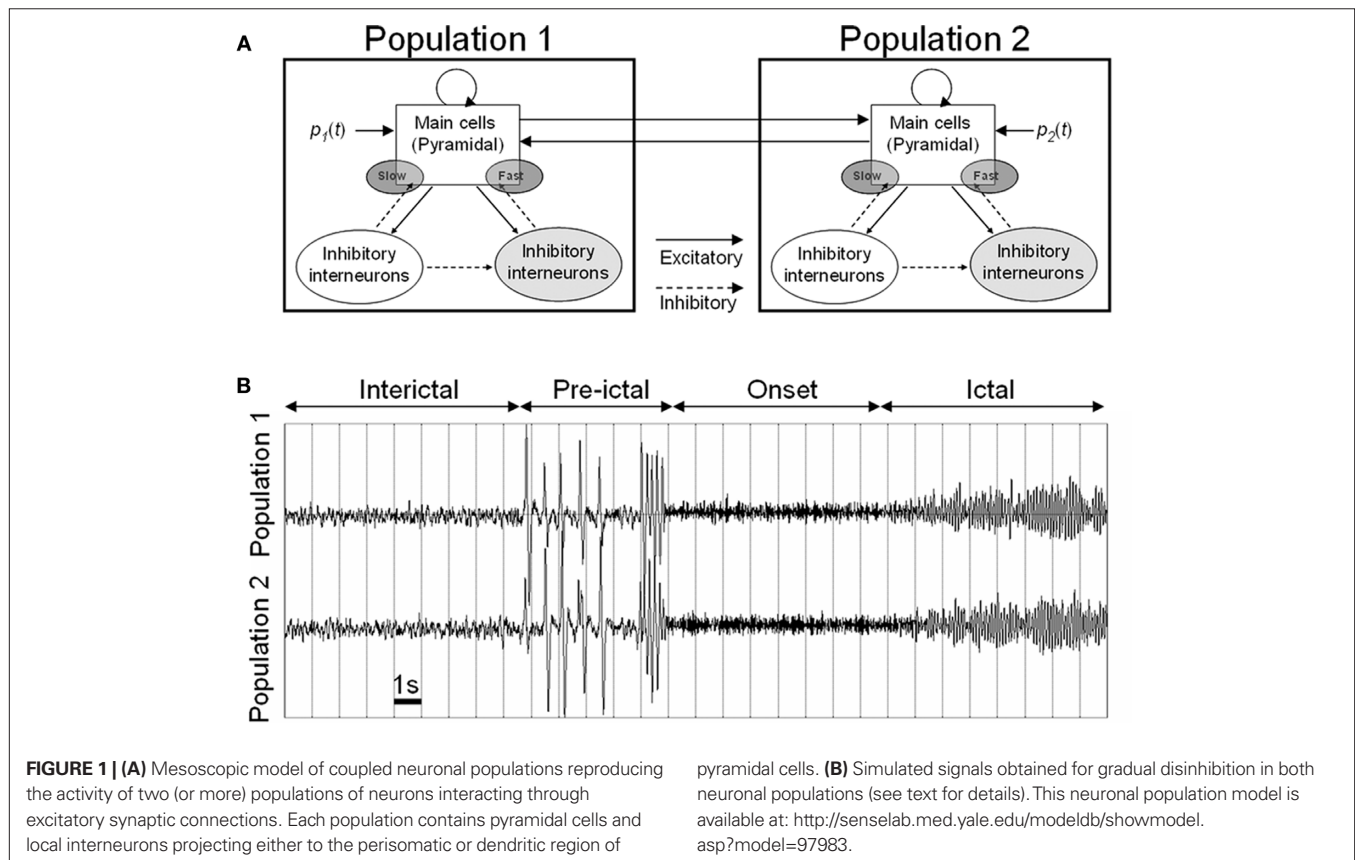 A
Population 1
Population 2
p1(t)
Main cells
(Pyramidal)
Slow
Fast
Inhibitory
interneurons
Inhibitory
interneurons
Excitatory
Inhibitory
Main cells
(Pyramidal)
p2(t)
Slow
Fast
Inhibitory
interneurons
Inhibitory
interneurons
B
Interictal
Pre-ictal
Onset
Ictal
Population 1
Population 2
1s
FIGURE 1 | (A) Mesoscopic model of coupled neuronal populations reproducing
the activity of two (or more) populations of neurons interacting through
excitatory synaptic connections. Each population contains pyramidal cells and
local interneurons projecting either to the perisomatic or dendritic region of
pyramidal cells. (B) Simulated signals obtained for gradual disinhibition in both
neuronal populations (see text for details). This neuronal population model is
available at: http://senselab.med.yale.edu/modeldb/showmodel.
asp?model=97983.